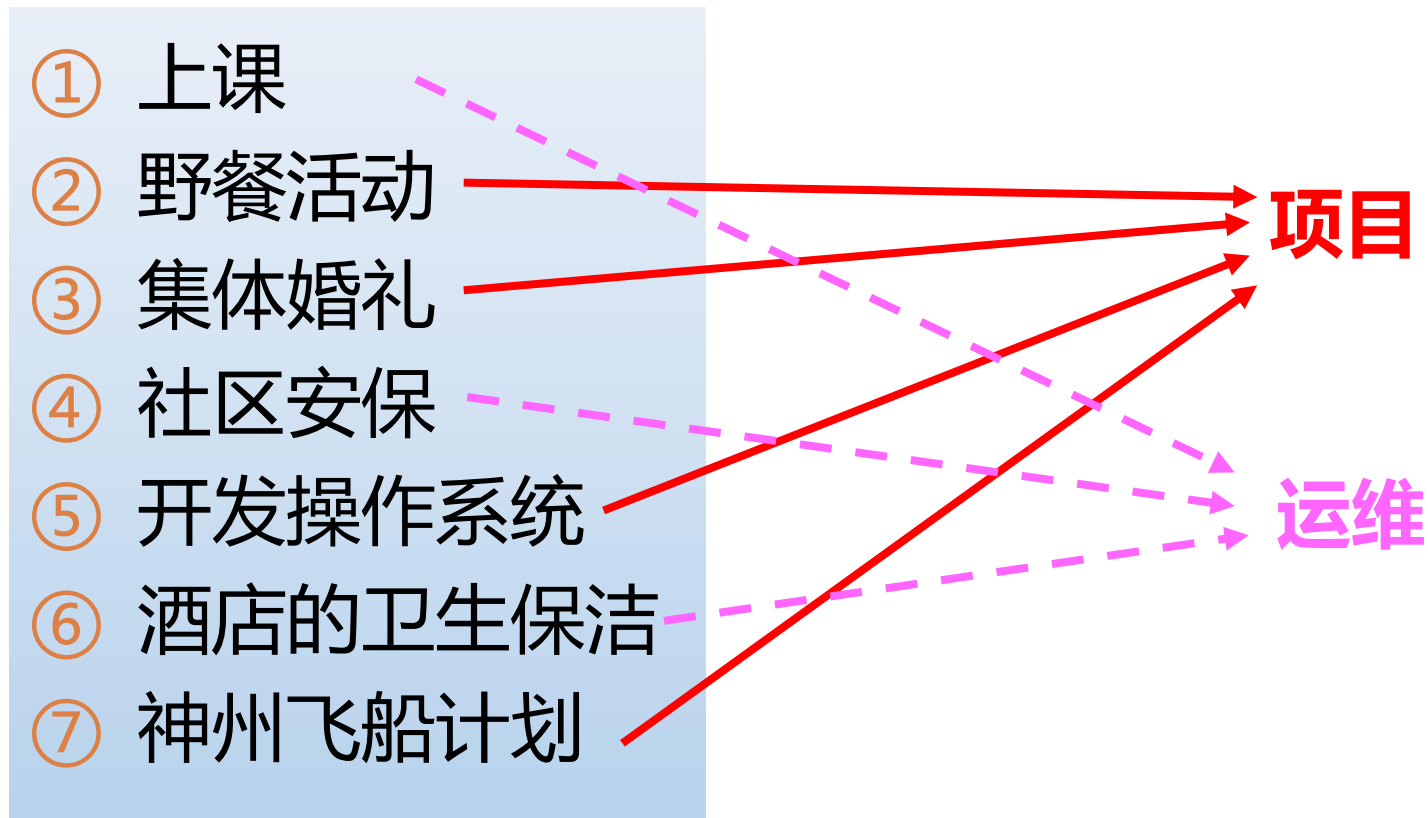 ① 上课
② 野餐活动
③ 集体婚礼
④ 社区安保
⑤ 开发操作系统
⑥ 酒店的卫生保洁
⑦ 神州飞船计划
项目
运维